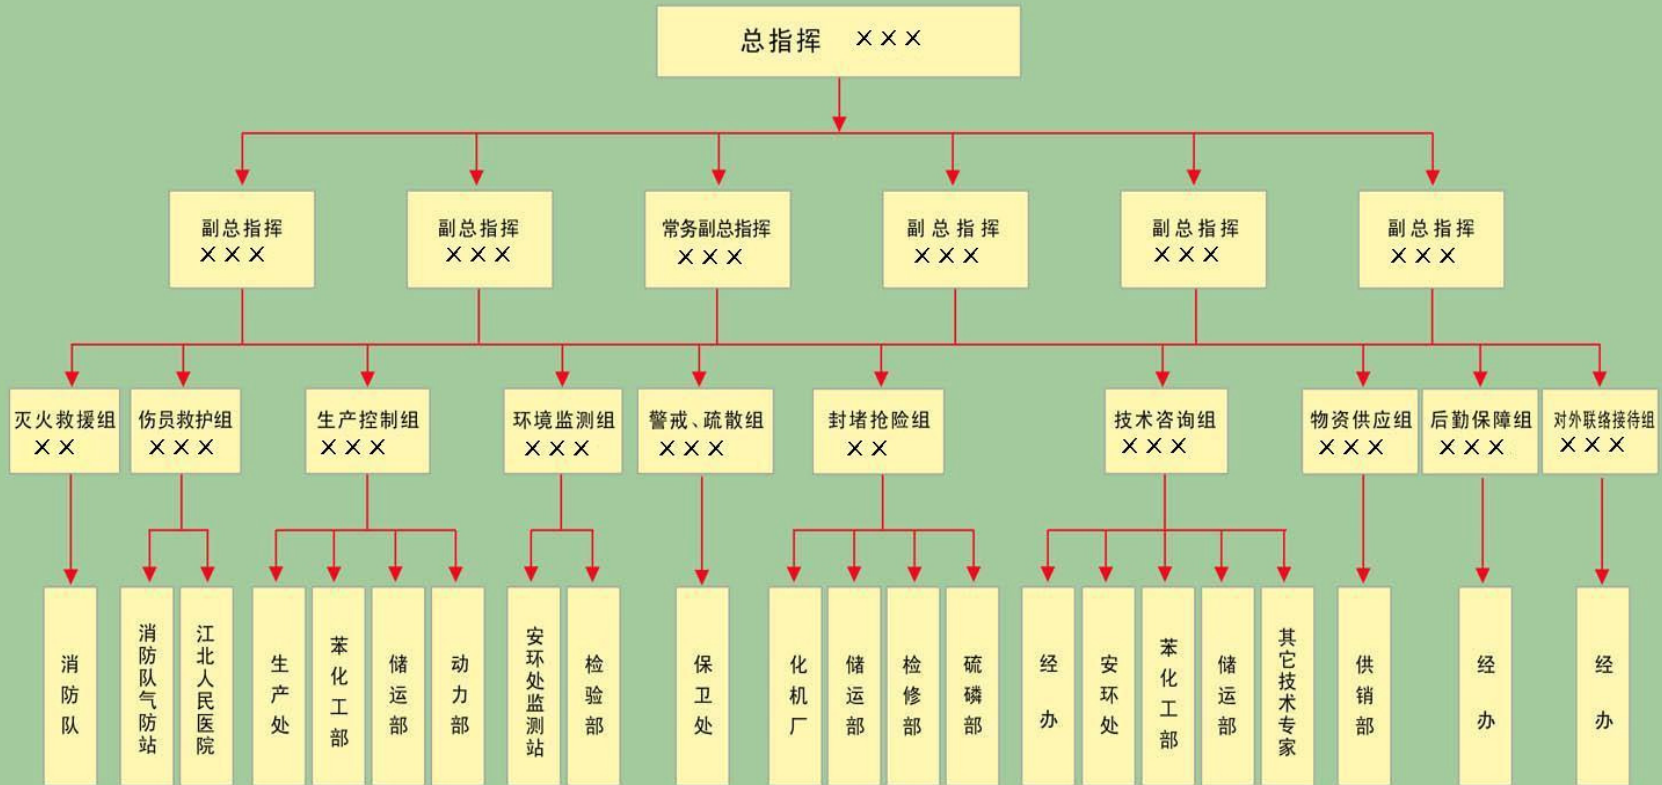 总指挥 ×××
副总指挥
×××
副总指挥
×××
常务副总指挥
×××
副总指挥
×××
副总指挥
×××
副总指挥
×××
灭火救援组
××
伤员救护组
×××
生产控制组
×××
环境监测组
×××
警戒、疏散组
×××
封堵抢险组
××
技术咨询组
×××
物资供应组
×××
后勤保障组
×××
对外联络接待组
×××
消防队
消防队气防站
江北人民医院
生产处
苯化工部
储运部
动力部
安环处监测站
检验部
保卫处
化机厂
储运部
检修部
硫磷部
经办
安环处
苯化工部
储运部
其它技术专家
供销部
经办
经办